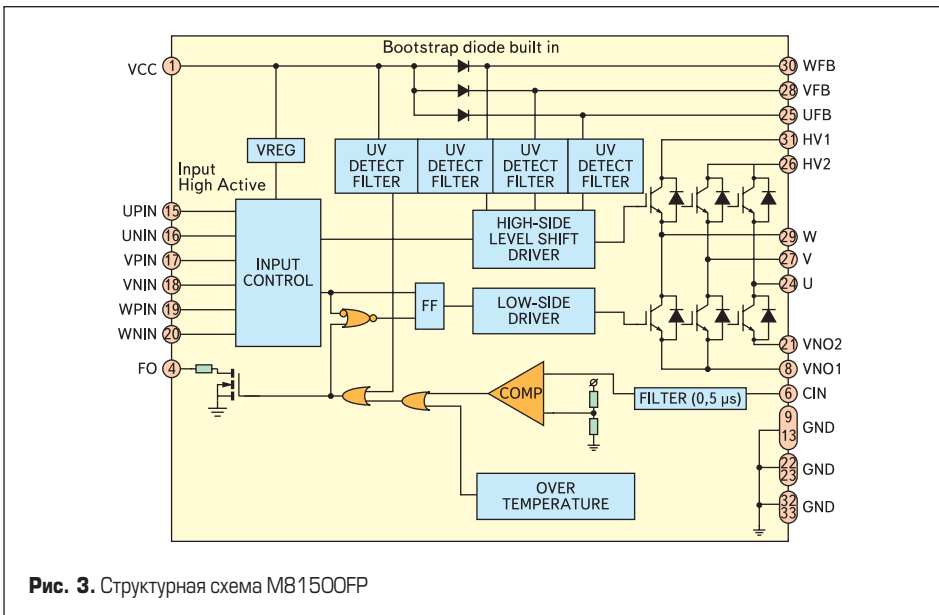 Bootstrap diode built in
VCC 1
30 WFB
28 VFB
25 UFB
31 HV1
26 HV2
VREG
UV DETECT FILTER
UV DETECT FILTER
UV DETECT FILTER
UV DETECT FILTER
Input
High Active
UPIN 15
UNIN 16
VPIN 17
VNIN 18
WPIN 19
WNIN 20
INPUT
CONTROL
HIGH-SIDE
LEVEL SHIFT
DRIVER
29 W
27 V
24 U
FF
LOW-SIDE
DRIVER
21 VNO2
8 VNO1
FO 4
COMP
FILTER (0,5 µs)
6 CIN
9
13
GND
22
23
GND
32
33
GND
OVER
TEMPERATURE
Рис. 3. Структурная схема M81500FP